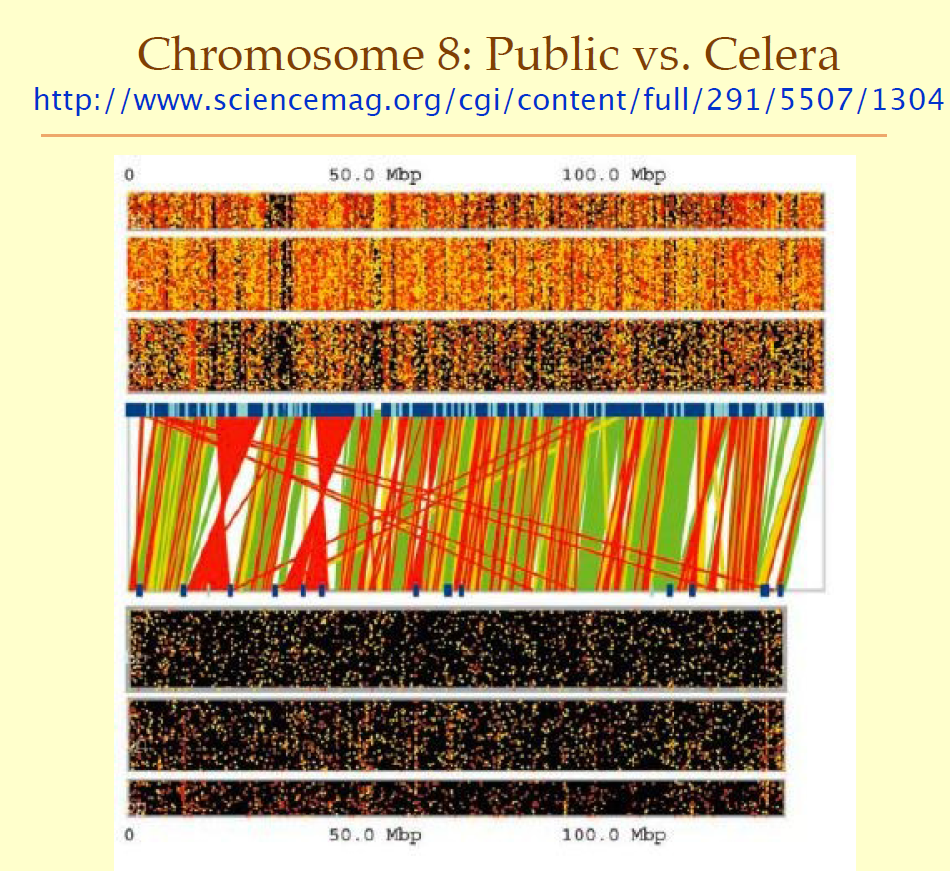 Chromosome 8: Public vs. Celera
http://www.sciencemag.org/cgi/content/full/291/5507/1304
0 50.0 Mbp 100.0 Mbp
0 50.0 Mbp 100.0 Mbp